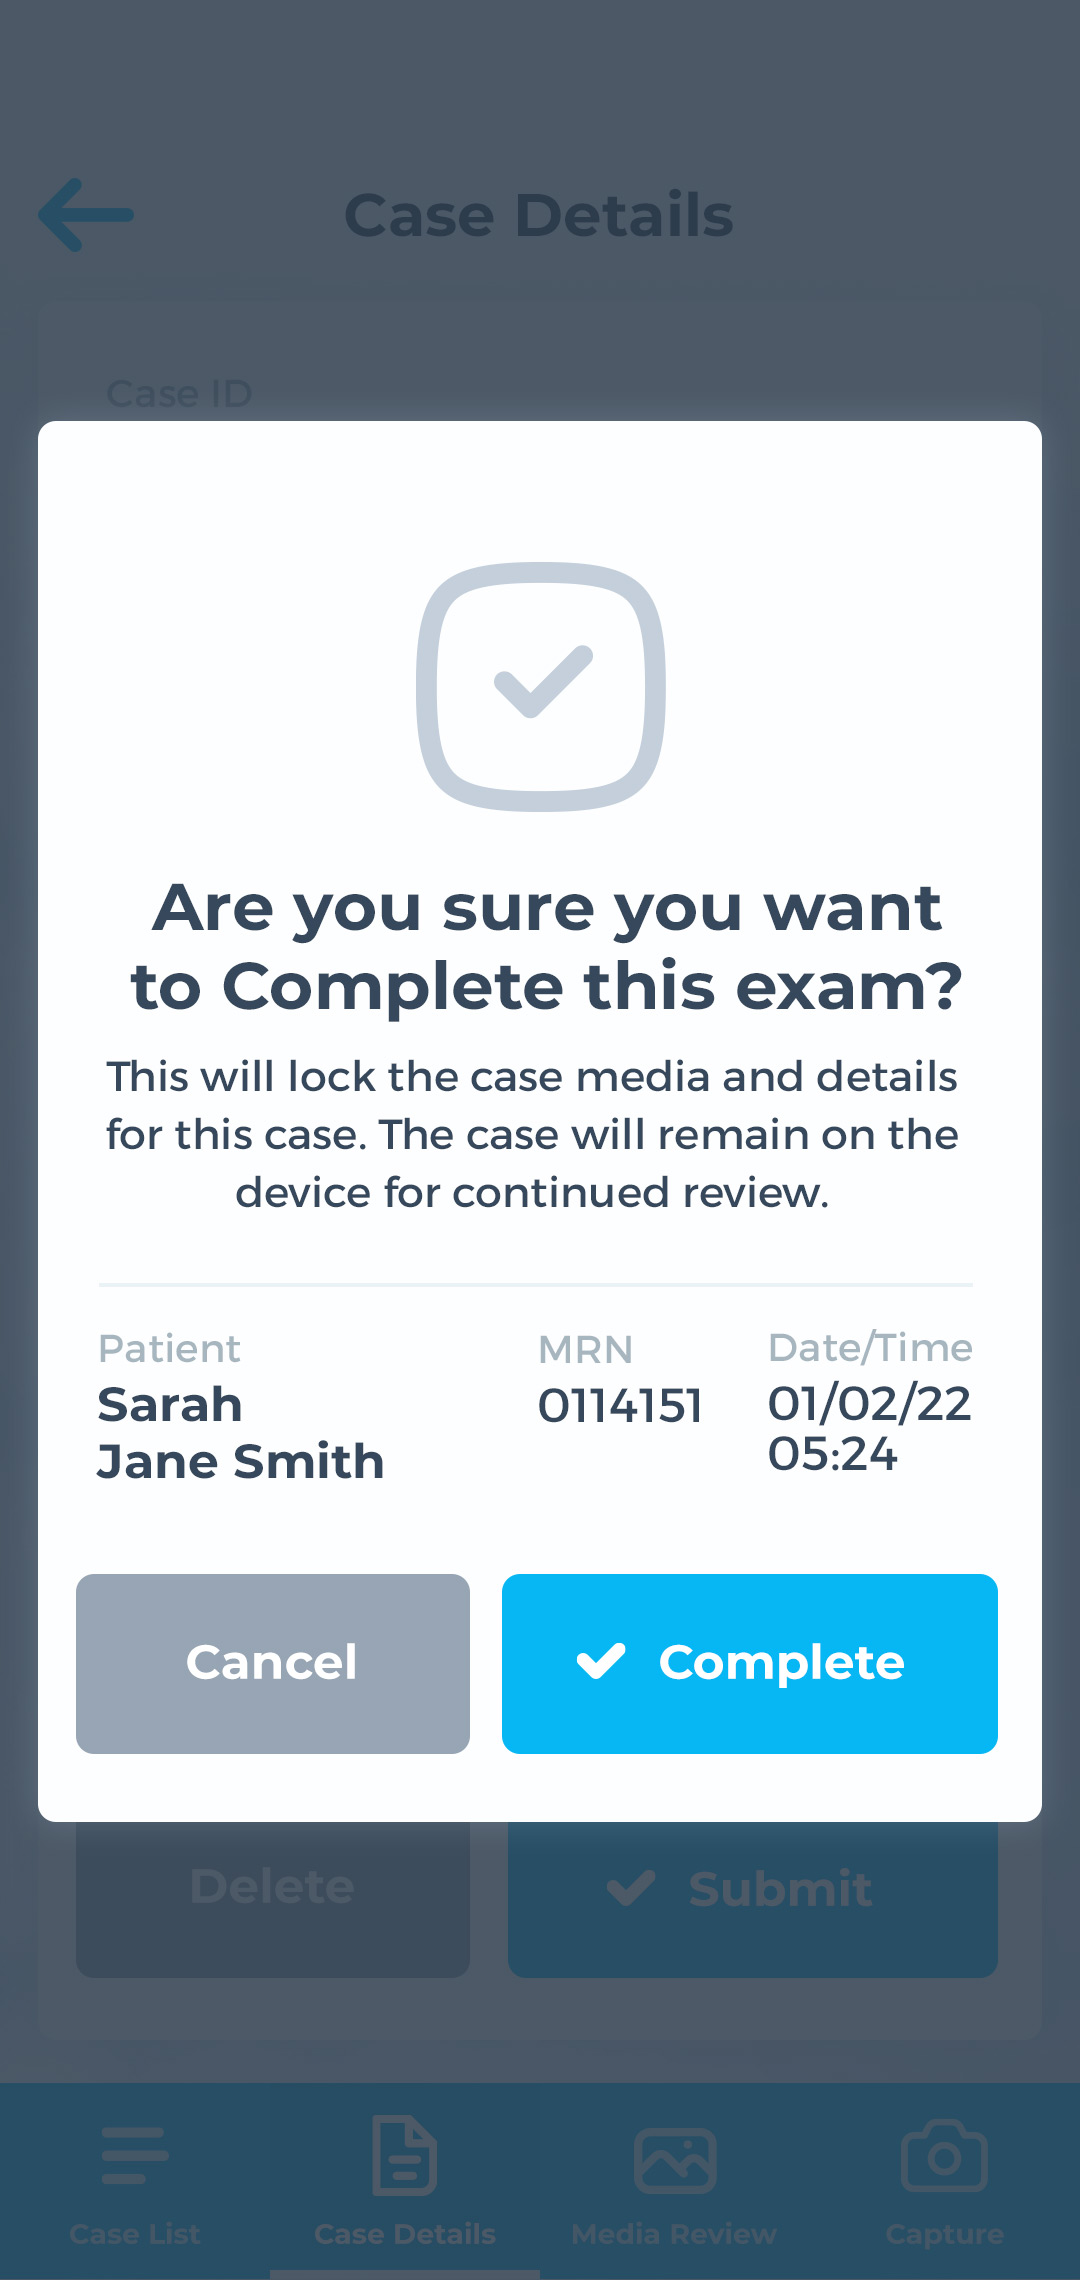 Case Details
Case ID
Are you sure you want
to Complete this exam?
This will lock the case media and details
for this case. The case will remain on the
device for continued review.
Patient
MRN
Date/Time
Sarah
Jane Smith
0114151
01/02/22
05:24
Cancel
Complete
Delete
Submit
Case List
Case Details
Media Review
Capture